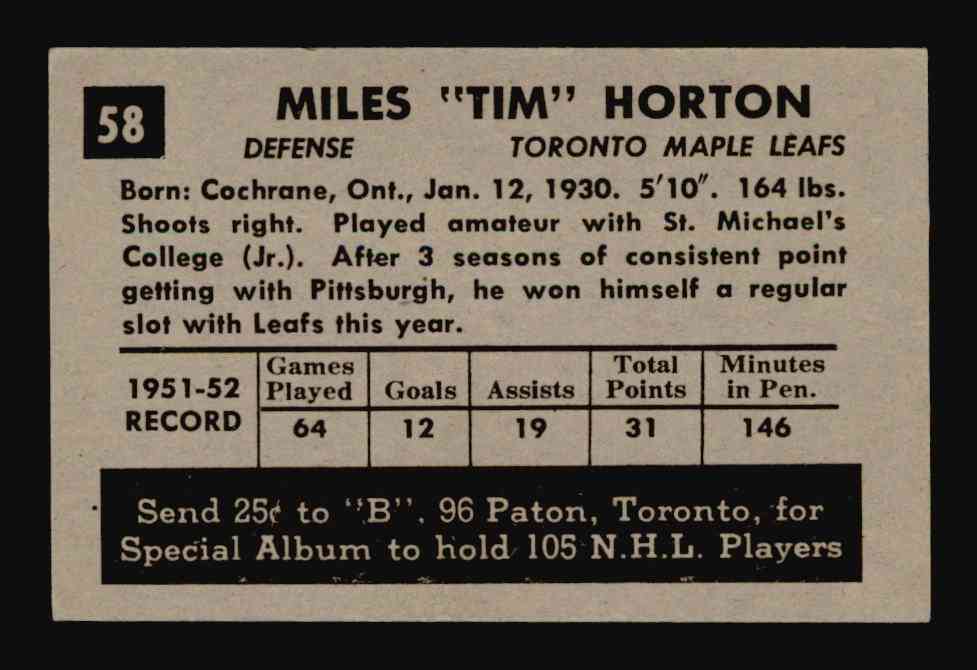 58
MILES "TIM" HORTON
DEFENSE TORONTO MAPLE LEAFS
Born: Cochrane, Ont., Jan. 12, 1930. 5'10". 164 lbs.
Shoots right. Played amateur with St. Michael's
College (Jr.). After 3 seasons of consistent point
getting with Pittsburgh, he won himself a regular
slot with Leafs this year.
1951-52 RECORD
Games Played Goals Assists Total Points Minutes in Pen.
64 12 19 31 146
Send 25¢ to "B". 96 Paton, Toronto, for
Special Album to hold 105 N.H.L. Players